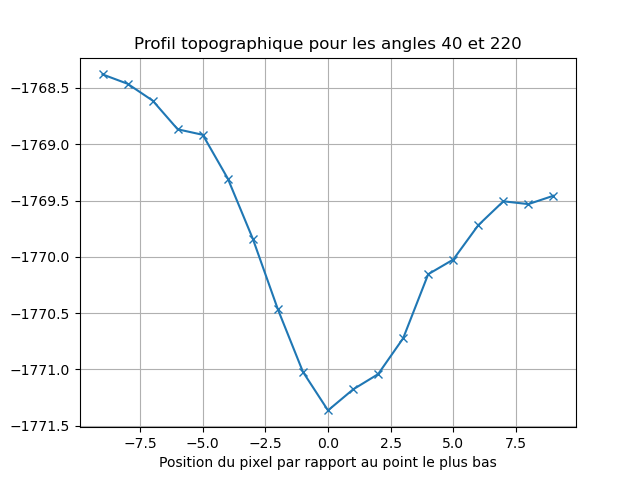 Profil topographique pour les angles 40 et 220
−1768.5
−1769.0
−1769.5
−1770.0
−1770.5
−1771.0
−1771.5
−7.5 −5.0 −2.5 0.0 2.5 5.0 7.5
Position du pixel par rapport au point le plus bas